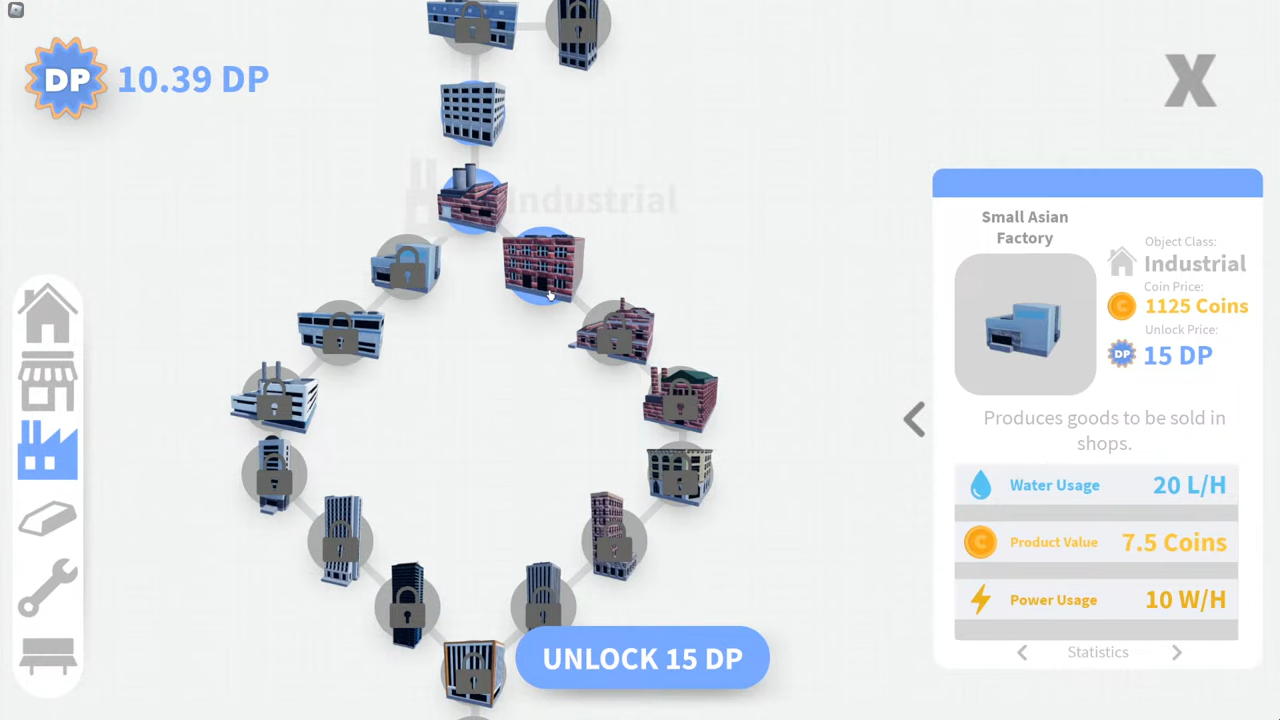 DP 10.39 DP
X
Industrial
Small Asian
Factory
Object Class:
Industrial
Coin Price:
C 1125 Coins
Unlock Price:
DP 15 DP
Produces goods to be sold in
shops.
Water Usage 20 L/H
C Product Value 7.5 Coins
Power Usage 10 W/H
Statistics
UNLOCK 15 DP